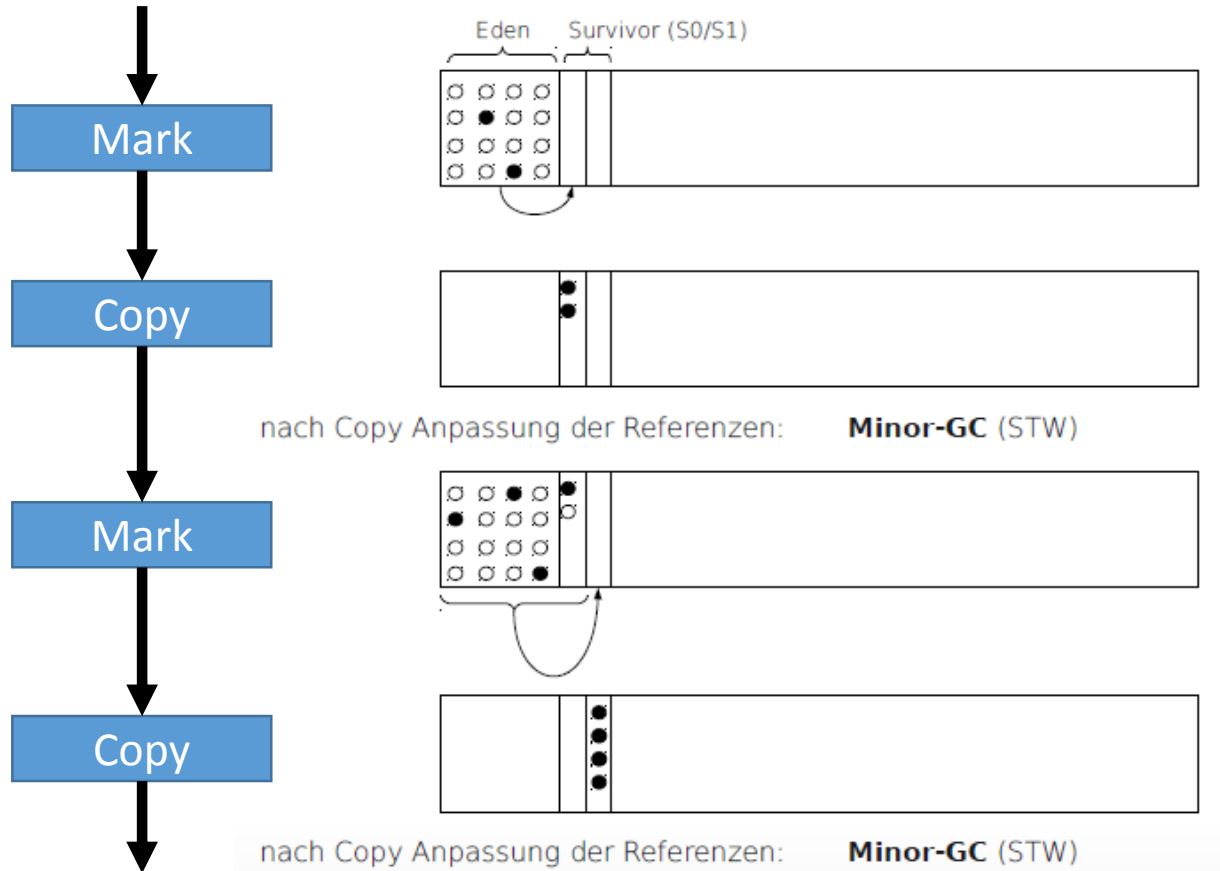 Eden Survivor (S0/S1)
Mark
Copy
nach Copy Anpassung der Referenzen: Minor-GC (STW)
Mark
Copy
nach Copy Anpassung der Referenzen: Minor-GC (STW)